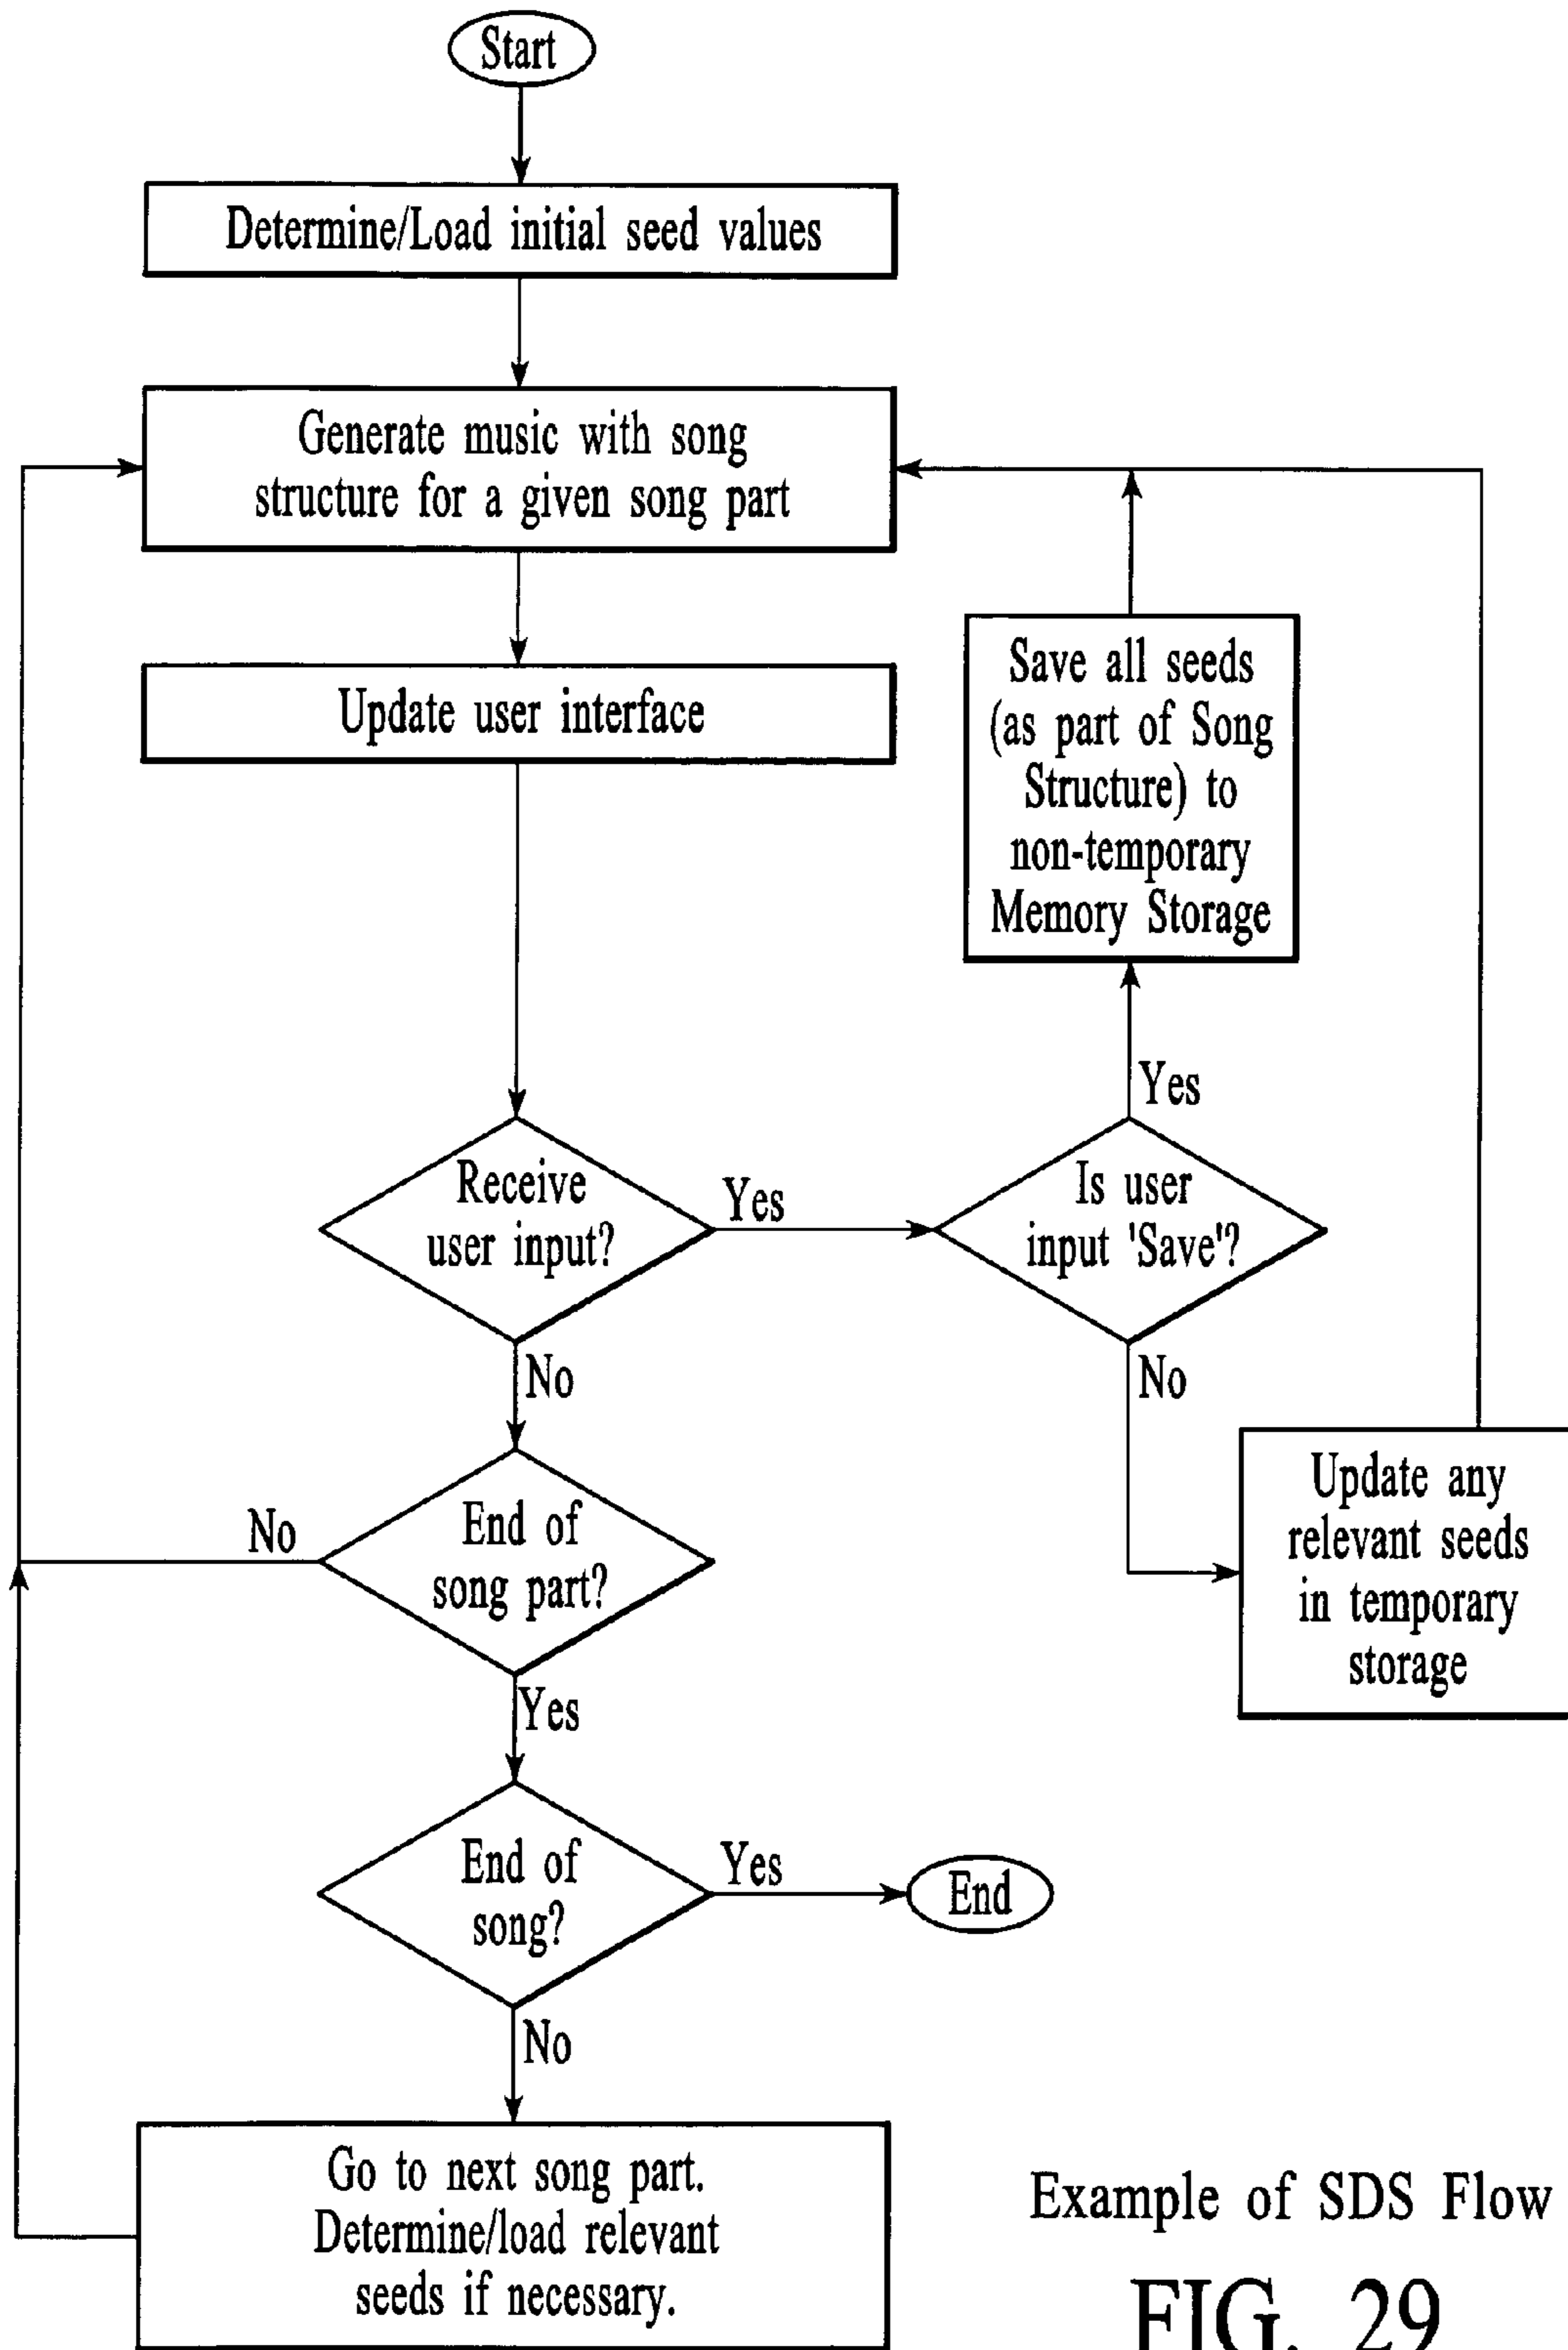 Start
Determine/Load initial seed values
Generate music with song
structure for a given song part
Update user interface
Save all seeds
(as part of Song
Structure) to
non-temporary
Memory Storage
Yes
Receive
user input?
Yes
Is user
input 'Save'?
No
No
End of
song part?
No
Update any
relevant seeds
in temporary
storage
Yes
End of
song?
Yes
End
No
Go to next song part.
Determine/load relevant
seeds if necessary.
Example of SDS Flow
FIG. 29